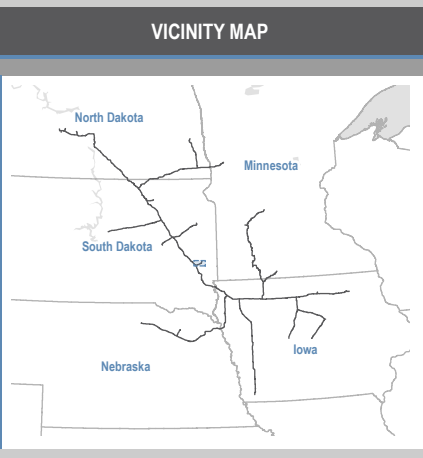 VICINITY MAP
North Dakota
Minnesota
South Dakota
Iowa
Nebraska